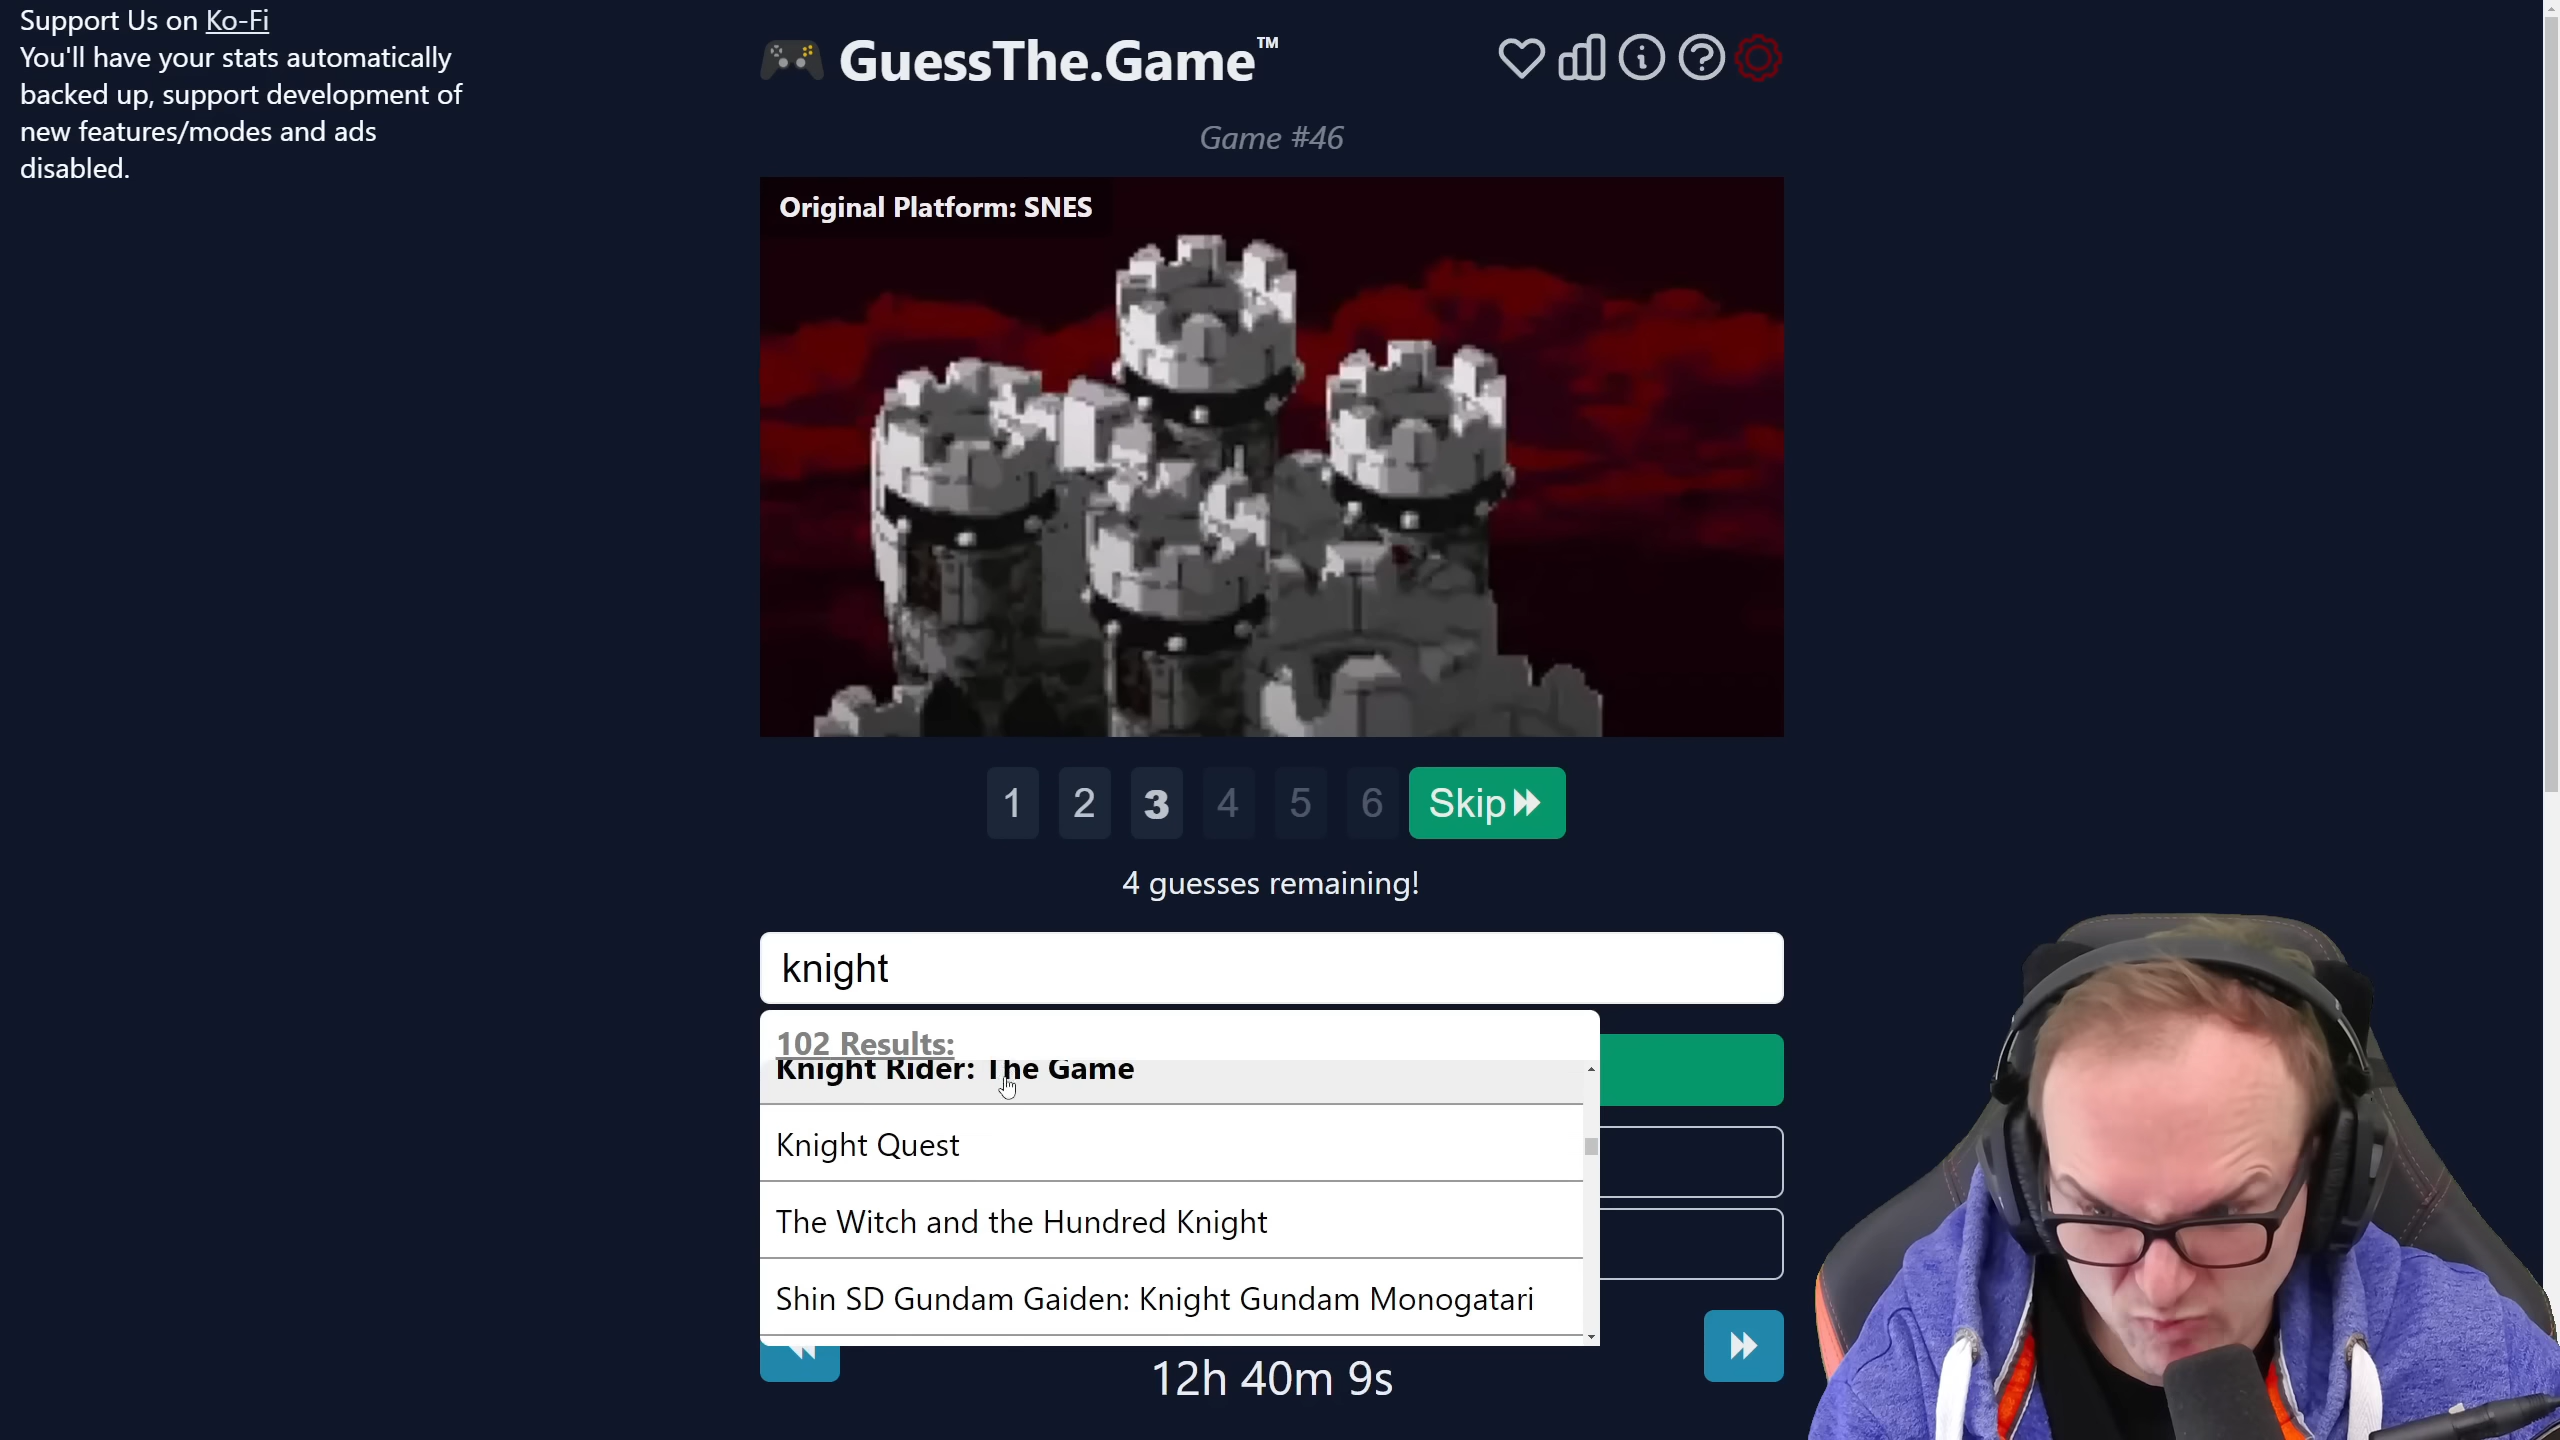 Support Us on Ko-Fi
You'll have your stats automatically
backed up, support development of
new features/modes and ads
disabled.
GuessThe.Game™
Game #46
Original Platform: SNES
1 2 3 4 5 6 Skip
4 guesses remaining!
knight
102 Results:
Knight Rider: The Game
Knight Quest
The Witch and the Hundred Knight
Shin SD Gundam Gaiden: Knight Gundam Monogatari
12h 40m 9s